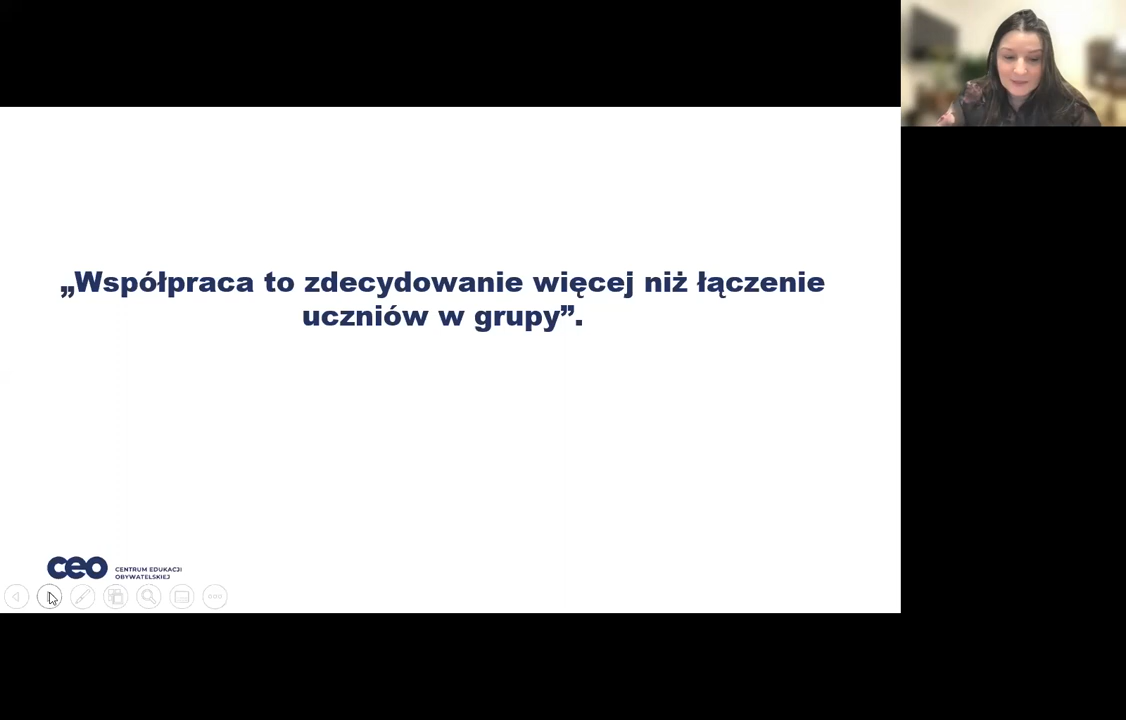 „Współpraca to zdecydowanie więcej niż łączenie
uczniów w grupy”.
ceo
CENTRUM EDUKACJI
OBYWATELSKIEJ